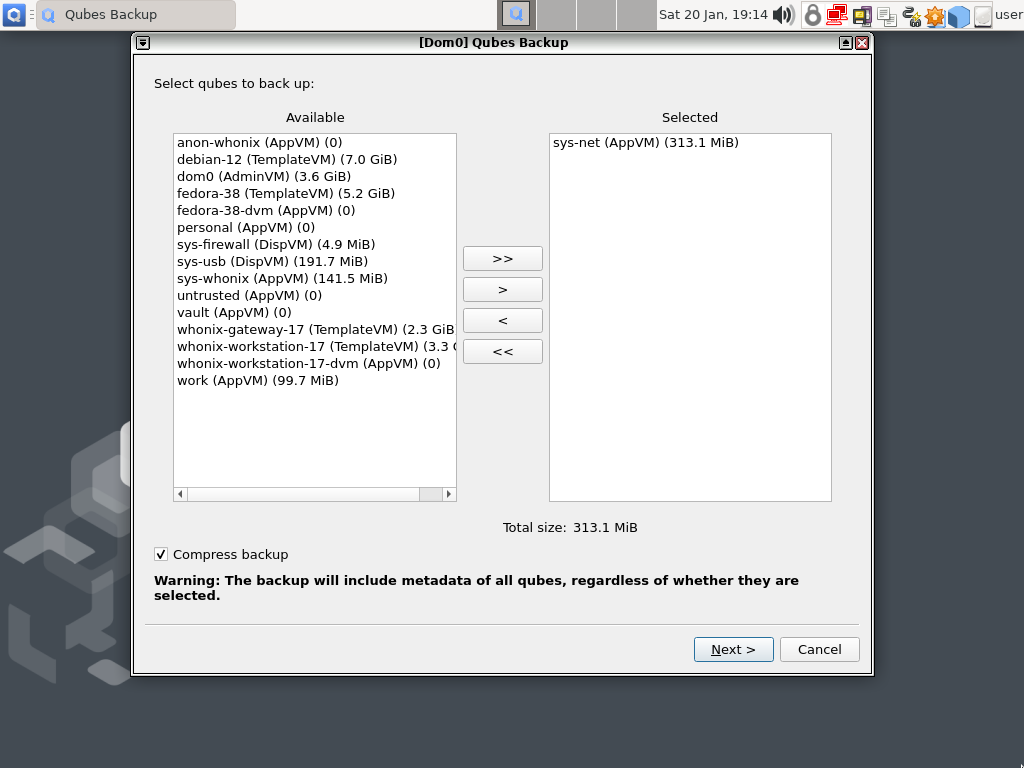 Qubes Backup
Sat 20 Jan, 19:14
user
[Dom0] Qubes Backup
Select qubes to back up:
Available
Selected
anon-whonix (AppVM) (0)
debian-12 (TemplateVM) (7.0 GiB)
dom0 (AdminVM) (3.6 GiB)
fedora-38 (TemplateVM) (5.2 GiB)
fedora-38-dvm (AppVM) (0)
personal (AppVM) (0)
sys-firewall (DispVM) (4.9 MiB)
sys-usb (DispVM) (191.7 MiB)
sys-whonix (AppVM) (141.5 MiB)
untrusted (AppVM) (0)
vault (AppVM) (0)
whonix-gateway-17 (TemplateVM) (2.3 GiB
whonix-workstation-17 (TemplateVM) (3.3
whonix-workstation-17-dvm (AppVM) (0)
work (AppVM) (99.7 MiB)
>>
>
<
<<
sys-net (AppVM) (313.1 MiB)
Total size: 313.1 MiB
Compress backup
Warning: The backup will include metadata of all qubes, regardless of whether they are
selected.
Next >
Cancel